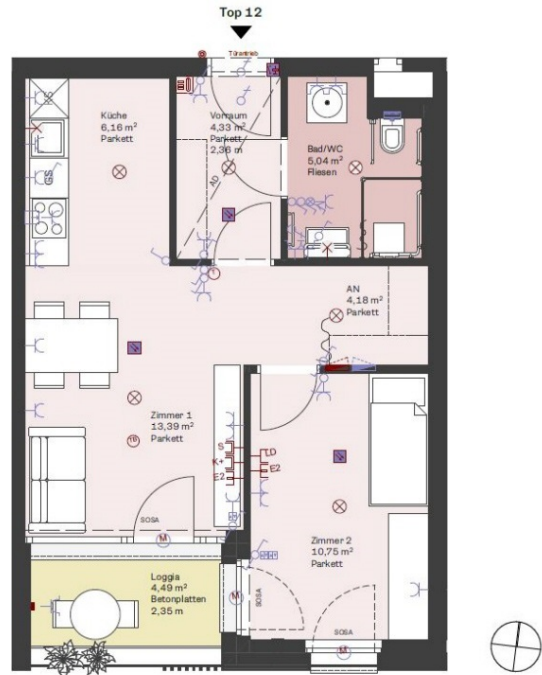 Top 12
Türantrieb
KS
GS
Küche
6,16 m²
Parkett
Vorraum
4,33 m²
Parkett
2,36 m
AD
Bad/WC
5,04 m²
Fliesen
AN
4,18 m²
Parkett
Zimmer 1
13,39 m²
Parkett
S
K+
E2
LD
E2
SOSA
M
Zimmer 2
10,75 m²
Parkett
Loggia
4,49 m²
Betonplatten
2,35 m
M
SOSA
SOSA
M